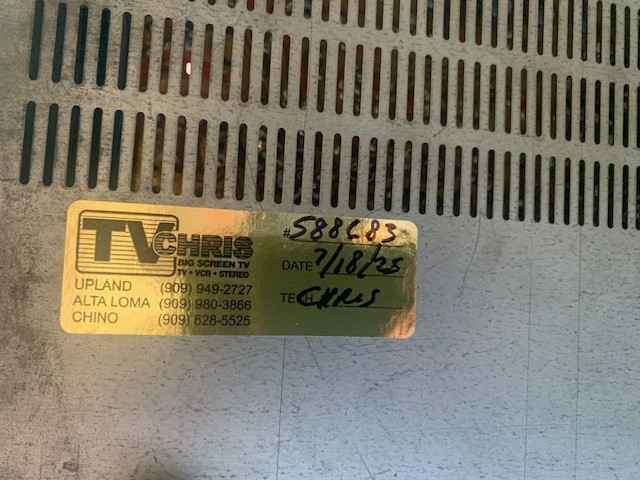 TV CHRIS
BIG SCREEN TV
TV • VCR • STEREO
UPLAND (909) 949-2727
ALTA LOMA (909) 980-3866
CHINO (909) 628-5525
# 588683
DATE 7/18/25
TECH CHRIS